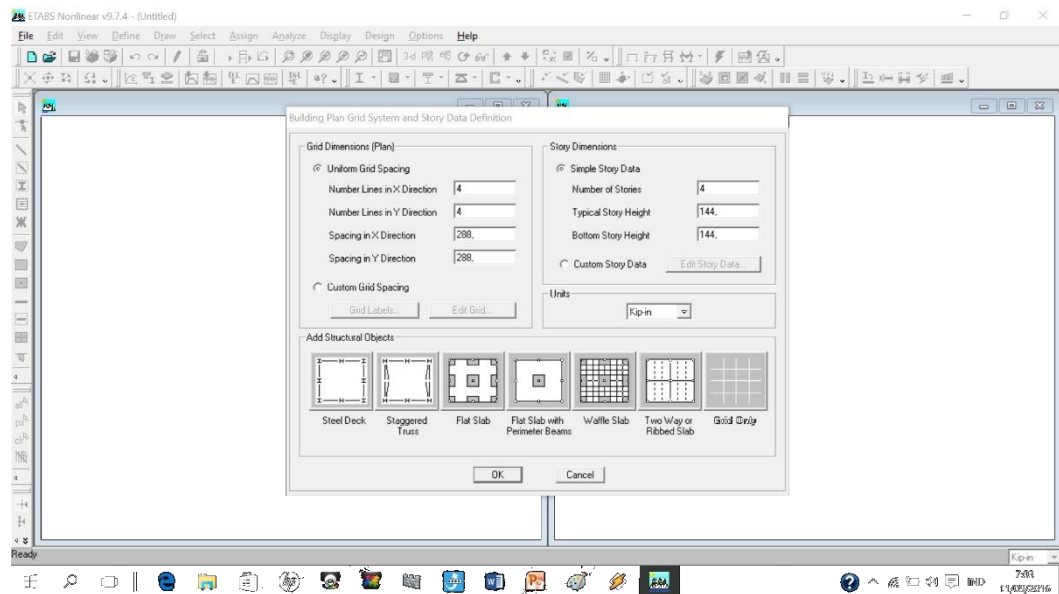 ETABS Nonlinear v9.7.4 - (Untitled)
File Edit View Define Draw Select Assign Analyze Display Design Options Help
Building Plan Grid System and Story Data Definition
Grid Dimensions (Plan)
Uniform Grid Spacing
Number Lines in X Direction 4
Number Lines in Y Direction 4
Spacing in X Direction 288,
Spacing in Y Direction 288,
Custom Grid Spacing
Grid Labels... Edit Grid...
Story Dimensions
Simple Story Data
Number of Stories 4
Typical Story Height 144,
Bottom Story Height 144,
Custom Story Data Edit Story Data...
Units
Kip-in
Add Structural Objects
Steel Deck
Staggered Truss
Flat Slab
Flat Slab with Perimeter Beams
Waffle Slab
Two Way or Ribbed Slab
Grid Only
OK Cancel
Ready Kip-in
IND 7:03